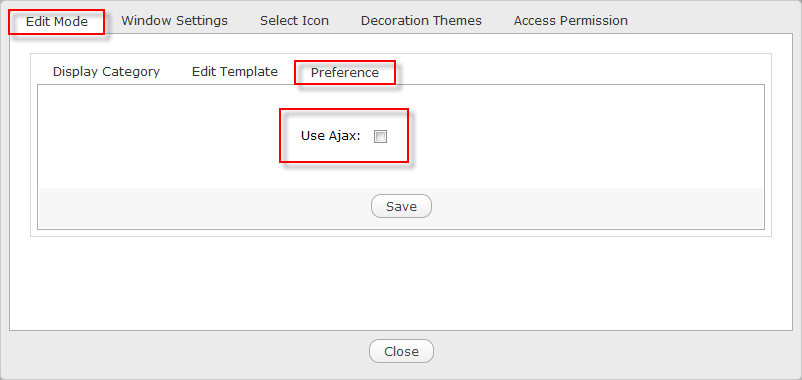 Edit Mode Window Settings Select Icon Decoration Themes Access Permission
Display Category Edit Template Preference
Use Ajax:
Save
Close